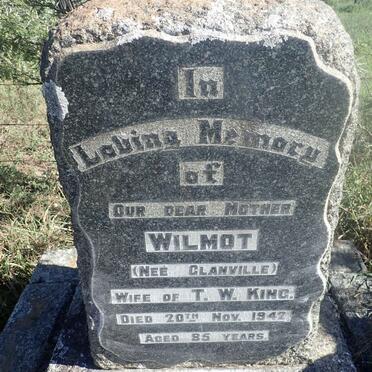 In
Loving Memory
of
OUR DEAR MOTHER
WILMOT
(NEÉ GLANVILLE)
WIFE OF T. W. KING.
DIED 20TH NOV. 1942
AGED 85 YEARS.